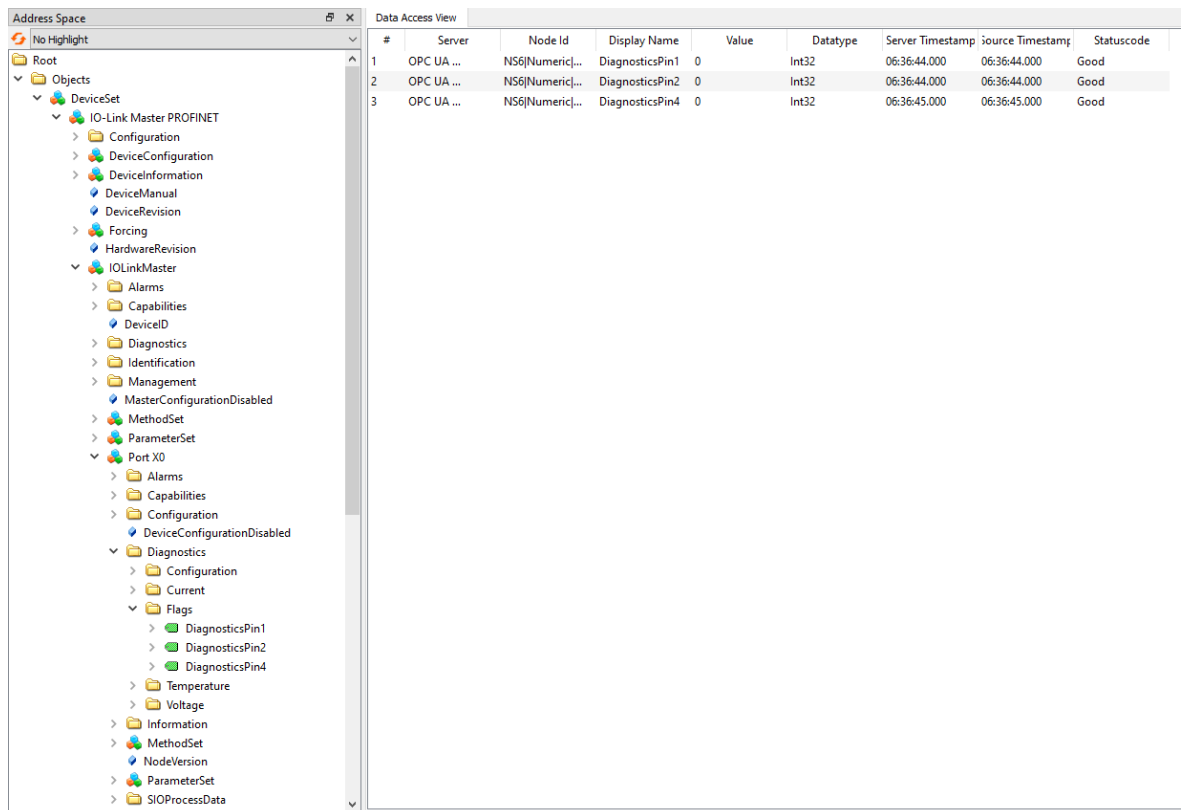 Address Space
No Highlight
Root
Objects
DeviceSet
IO-Link Master PROFINET
Configuration
DeviceConfiguration
DeviceInformation
DeviceManual
DeviceRevision
Forcing
HardwareRevision
IOLinkMaster
Alarms
Capabilities
DeviceID
Diagnostics
Identification
Management
MasterConfigurationDisabled
MethodSet
ParameterSet
Port X0
Alarms
Capabilities
Configuration
DeviceConfigurationDisabled
Diagnostics
Configuration
Current
Flags
DiagnosticsPin1
DiagnosticsPin2
DiagnosticsPin4
Temperature
Voltage
Information
MethodSet
NodeVersion
ParameterSet
SIOProcessData
Data Access View
# Server Node Id Display Name Value Datatype Server Timestamp Source Timestamp Statuscode
1 OPC UA ... NS6|Numeric|... DiagnosticsPin1 0 Int32 06:36:44.000 06:36:44.000 Good
2 OPC UA ... NS6|Numeric|... DiagnosticsPin2 0 Int32 06:36:44.000 06:36:44.000 Good
3 OPC UA ... NS6|Numeric|... DiagnosticsPin4 0 Int32 06:36:45.000 06:36:45.000 Good